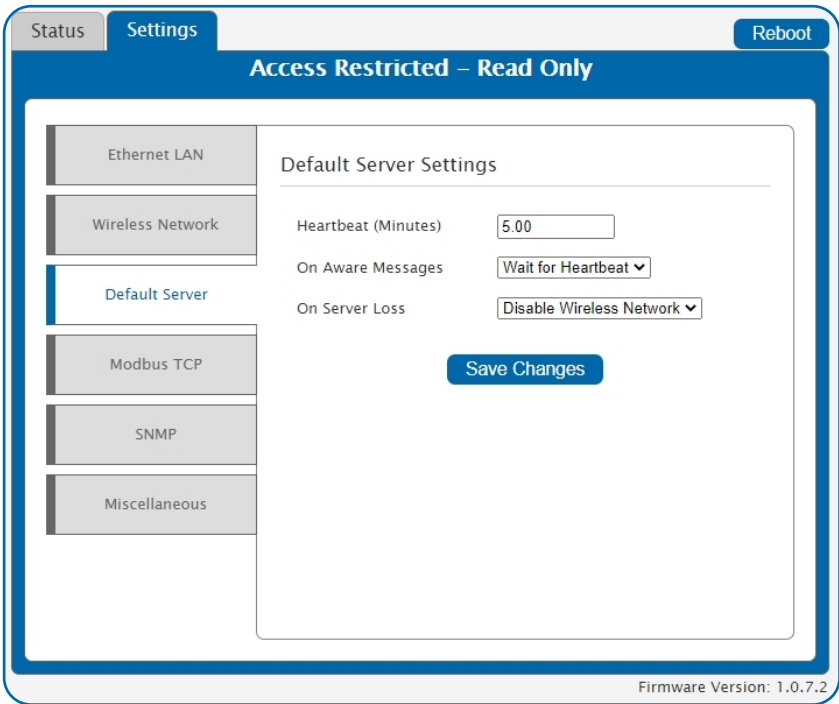 Status
Settings
Reboot
Access Restricted – Read Only
Ethernet LAN
Wireless Network
Default Server
Modbus TCP
SNMP
Miscellaneous
Default Server Settings
Heartbeat (Minutes) 5.00
On Aware Messages Wait for Heartbeat
On Server Loss Disable Wireless Network
Save Changes
Firmware Version: 1.0.7.2